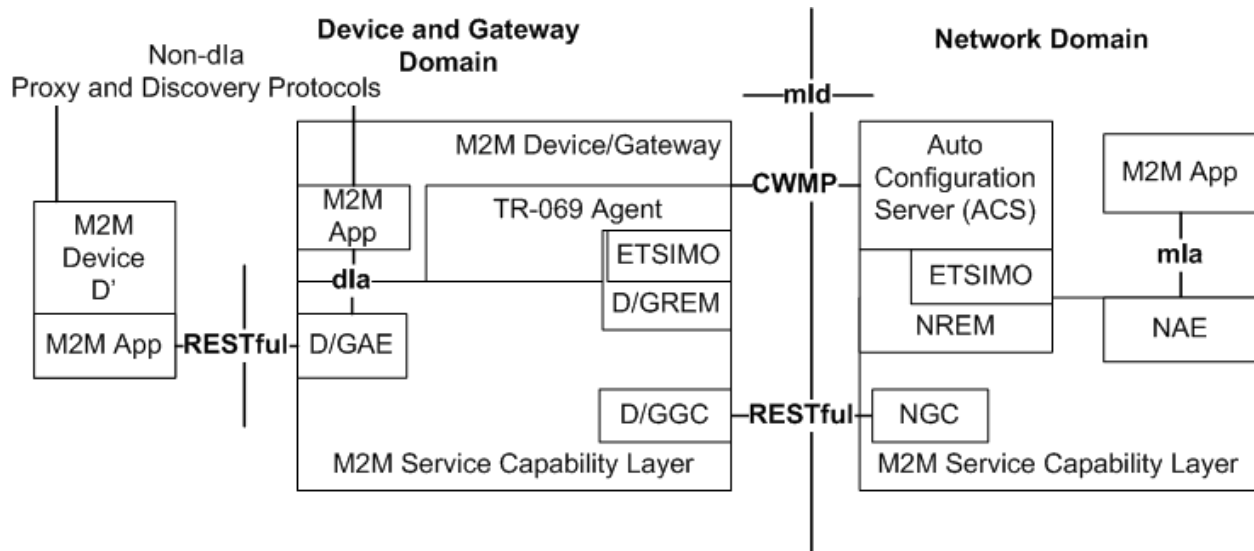 Non-dIa
Proxy and Discovery Protocols
Device and Gateway
Domain
Network Domain
mId
M2M Device/Gateway
Auto
Configuration
Server (ACS)
M2M App
CWMP
M2M
App
TR-069 Agent
M2M
Device
D'
ETSIMO
ETSIMO
dIa
mIa
D/GREM
NREM
NAE
M2M App
RESTful
D/GAE
D/GGC
RESTful
NGC
M2M Service Capability Layer
M2M Service Capability Layer